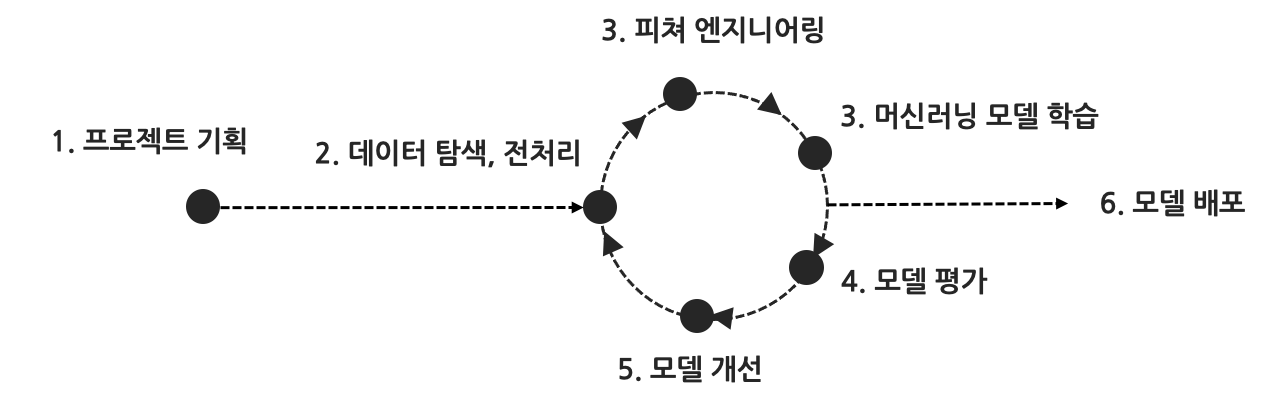 3. 피쳐 엔지니어링
1. 프로젝트 기획
2. 데이터 탐색, 전처리
3. 머신러닝 모델 학습
6. 모델 배포
4. 모델 평가
5. 모델 개선